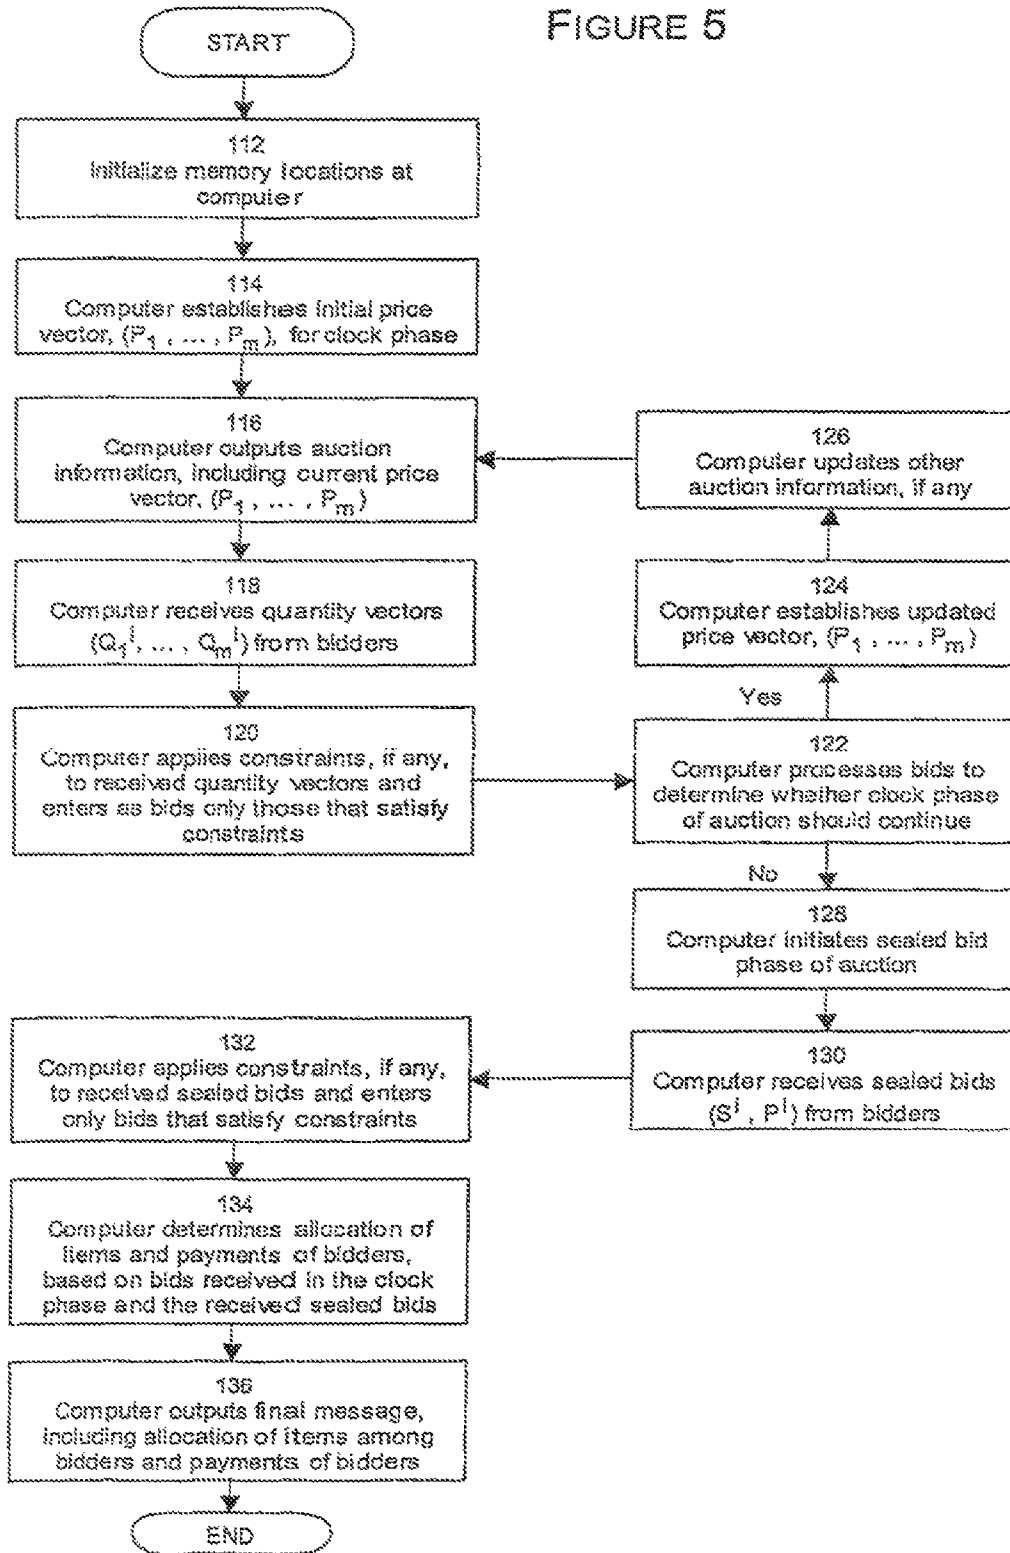 FIGURE 5
START
112
Initialize memory locations at
computer
114
Computer establishes initial price
vector, (P₁ , ... , Pₘ), for clock phase
116
Computer outputs auction
information, including current price
vector, (P₁ , ... , Pₘ)
118
Computer receives quantity vectors
(Q₁ⁱ, ... , Qₘⁱ) from bidders
120
Computer applies constraints, if any,
to received quantity vectors and
enters as bids only those that satisfy
constraints
122
Computer processes bids to
determine whether clock phase
of auction should continue
Yes
124
Computer establishes updated
price vector, (P₁ , ... , Pₘ)
126
Computer updates other
auction information, if any
No
128
Computer initiates sealed bid
phase of auction
130
Computer receives sealed bids
(Sⁱ , Pⁱ) from bidders
132
Computer applies constraints, if any,
to received sealed bids and enters
only bids that satisfy constraints
134
Computer determines allocation of
items and payments of bidders,
based on bids received in the clock
phase and the received sealed bids
136
Computer outputs final message,
including allocation of items among
bidders and payments of bidders
END